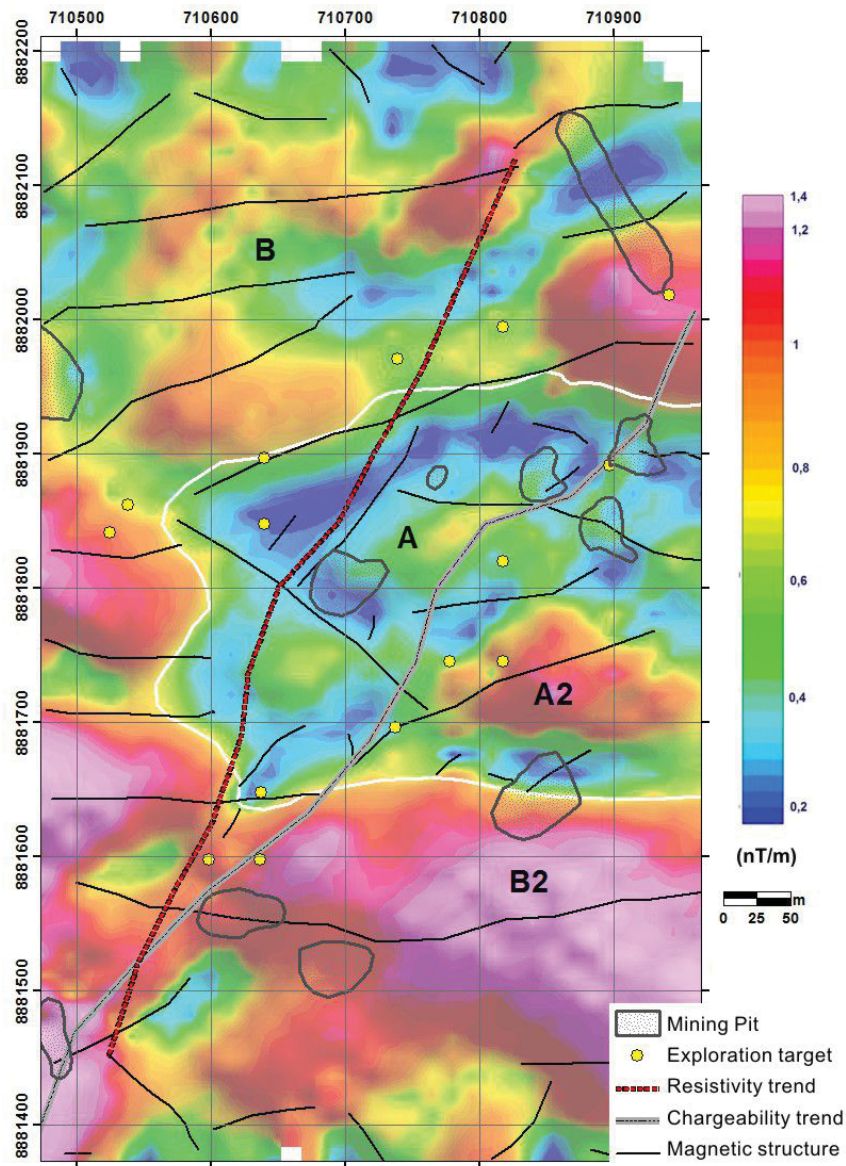 710500 710600 710700 710800 710900
8882200
8882100
8882000
8881900
8881800
8881700
8881600
8881500
8881400
B
A
A2
B2
1,4
1,2
1
0,8
0,6
0,4
0,2
(nT/m)
0 25 50 m
Mining Pit
Exploration target
Resistivity trend
Chargeability trend
Magnetic structure